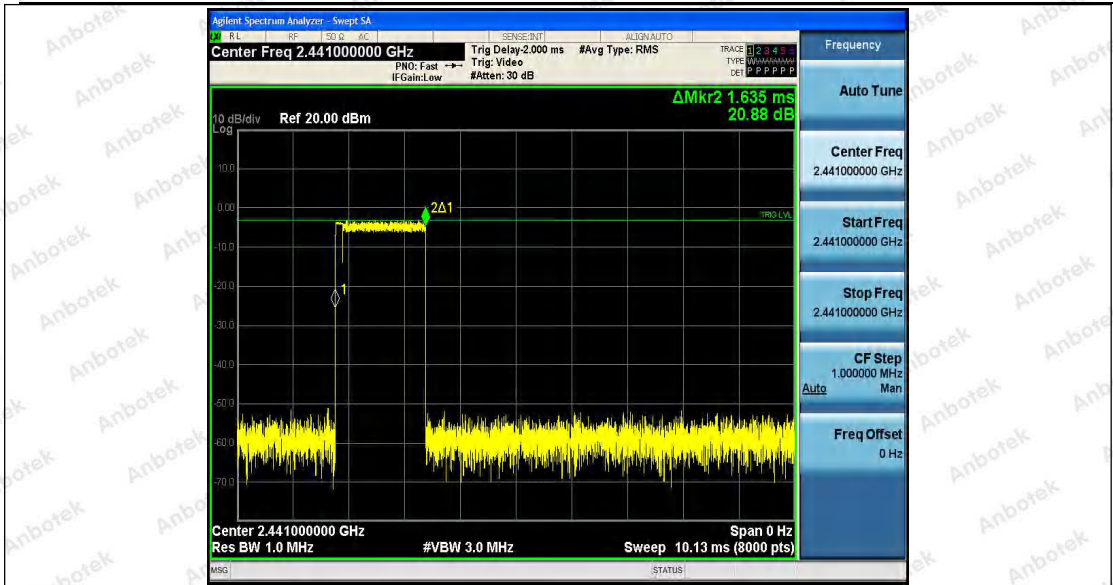 Agilent Spectrum Analyzer - Swept SA
RL RF 50 Ω AC SENSE:INT ALIGN AUTO
Center Freq 2.441000000 GHz
PNO: Fast
IFGain:Low
Trig Delay-2.000 ms
Trig: Video
#Atten: 30 dB
#Avg Type: RMS
TRACE 1 2 3 4 5 6
TYPE
DET P P P P P P
ΔMkr2 1.635 ms
20.88 dB
10 dB/div Ref 20.00 dBm
Log
10.0
0.00
-10.0
-20.0
-30.0
-40.0
-50.0
-60.0
-70.0
2Δ1
1
TRIG LVL
Center 2.441000000 GHz
Span 0 Hz
Res BW 1.0 MHz
#VBW 3.0 MHz
Sweep 10.13 ms (8000 pts)
MSG
STATUS
Frequency
Auto Tune
Center Freq
2.441000000 GHz
Start Freq
2.441000000 GHz
Stop Freq
2.441000000 GHz
CF Step
1.000000 MHz
Auto Man
Freq Offset
0 Hz
Anbotek